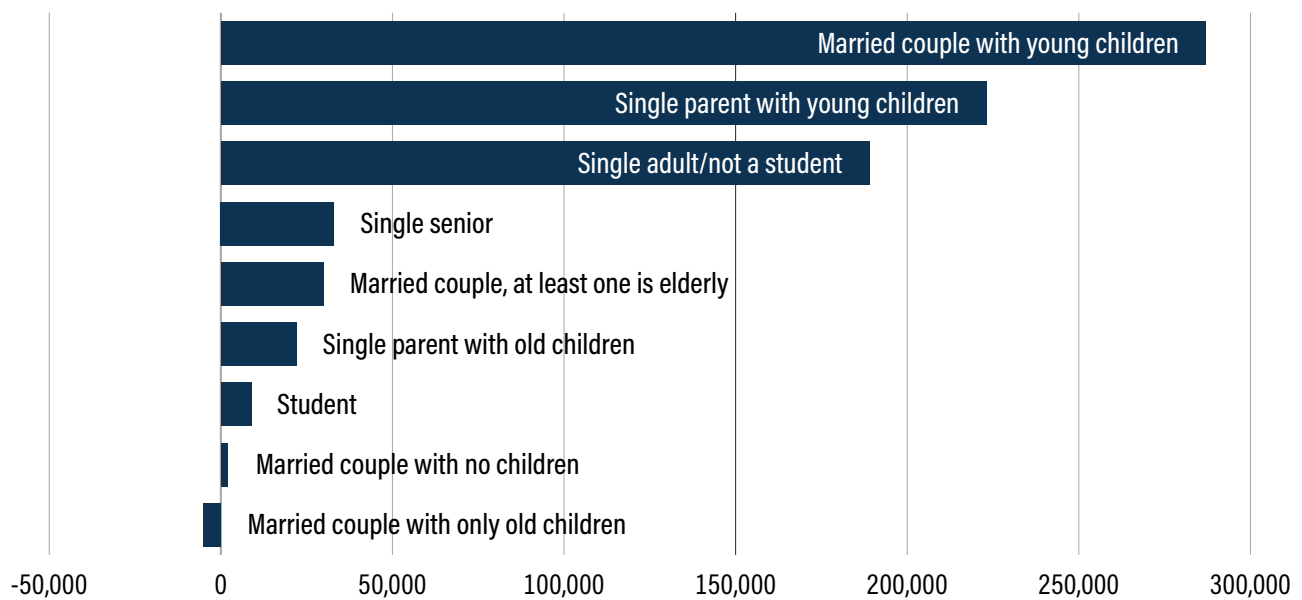 Married couple with young children
Single parent with young children
Single adult/not a student
Single senior
Married couple, at least one is elderly
Single parent with old children
Student
Married couple with no children
Married couple with only old children
-50,000 0 50,000 100,000 150,000 200,000 250,000 300,000